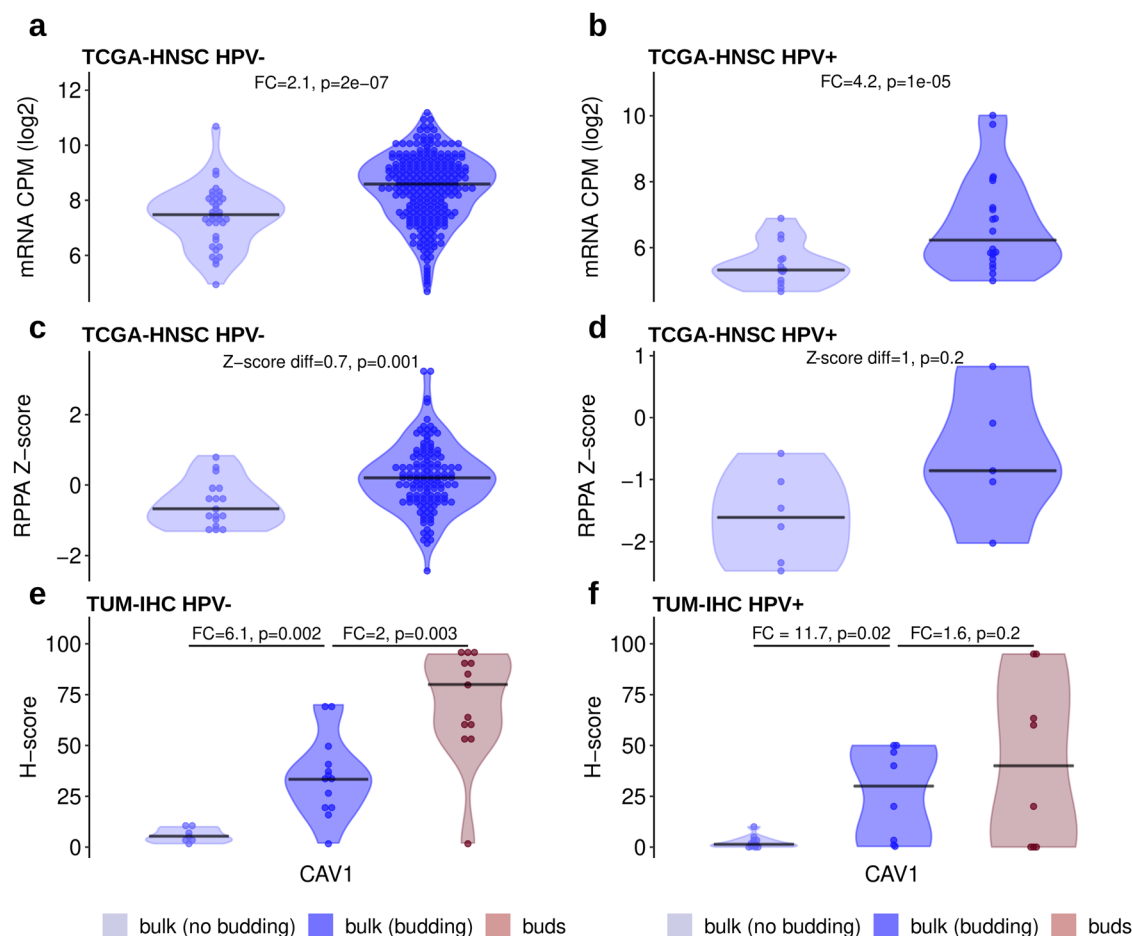 a
TCGA-HNSC HPV-
FC=2.1, p=2e−07
mRNA CPM (log2)
12
10
8
6
b
TCGA-HNSC HPV+
FC=4.2, p=1e-05
mRNA CPM (log2)
10
8
6
c
TCGA-HNSC HPV-
Z−score diff=0.7, p=0.001
RPPA Z−score
2
0
−2
d
TCGA-HNSC HPV+
Z-score diff=1, p=0.2
RPPA Z−score
1
0
−1
−2
e
TUM-IHC HPV-
FC=6.1, p=0.002
FC=2, p=0.003
H−score
100
75
50
25
0
CAV1
f
TUM-IHC HPV+
FC = 11.7, p=0.02
FC=1.6, p=0.2
H−score
100
75
50
25
0
CAV1
bulk (no budding) bulk (budding) buds
bulk (no budding) bulk (budding) buds